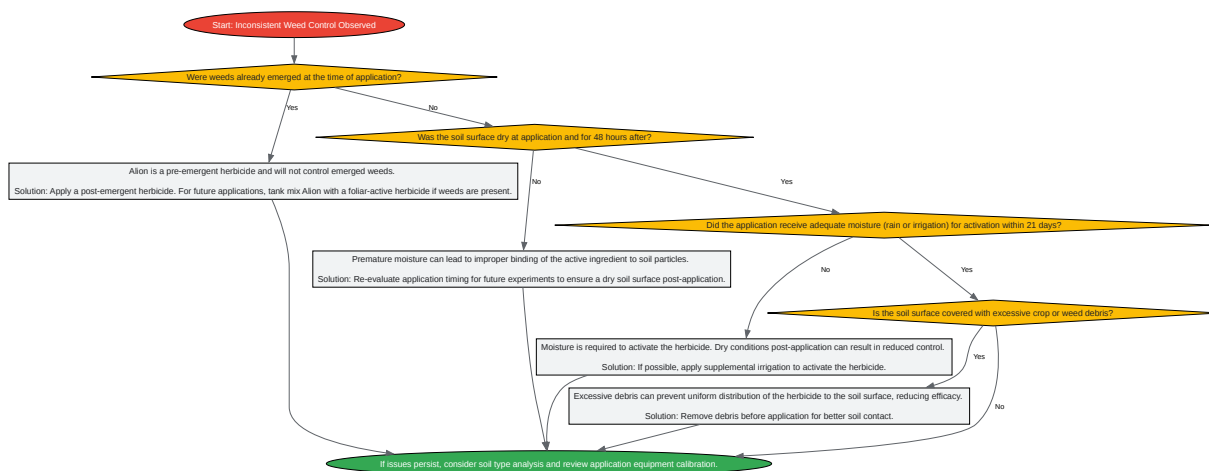 Start: Inconsistent Weed Control Observed
Were weeds already emerged at the time of application?
Yes
No
Was the soil surface dry at application and for 48 hours after?
Alion is a pre-emergent herbicide and will not control emerged weeds.
Solution: Apply a post-emergent herbicide. For future applications, tank mix Alion with a foliar-active herbicide if weeds are present.
No
Yes
Did the application receive adequate moisture (rain or irrigation) for activation within 21 days?
Premature moisture can lead to improper binding of the active ingredient to soil particles.
Solution: Re-evaluate application timing for future experiments to ensure a dry soil surface post-application.
No
Yes
Is the soil surface covered with excessive crop or weed debris?
Moisture is required to activate the herbicide. Dry conditions post-application can result in reduced control.
Solution: If possible, apply supplemental irrigation to activate the herbicide.
Yes
Excessive debris can prevent uniform distribution of the herbicide to the soil surface, reducing efficacy.
Solution: Remove debris before application for better soil contact.
No
If issues persist, consider soil type analysis and review application equipment calibration.